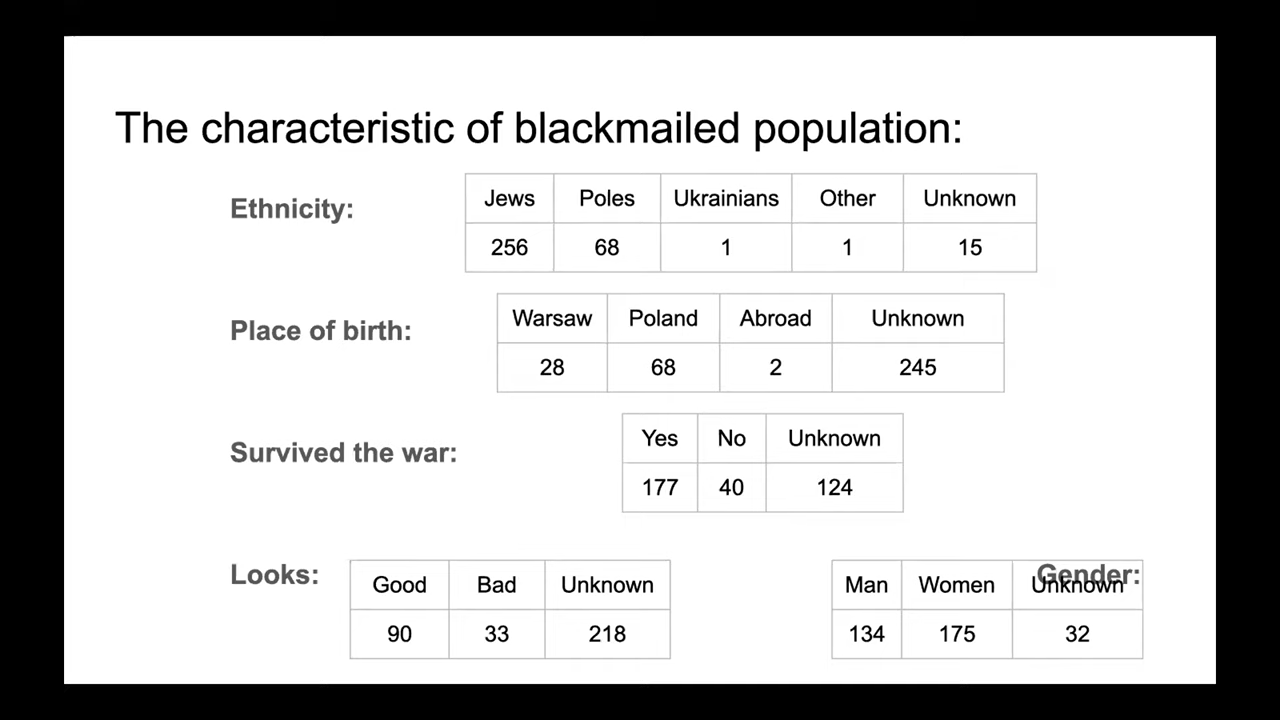 The characteristic of blackmailed population:
Ethnicity:
Jews Poles Ukrainians Other Unknown
256 68 1 1 15
Place of birth:
Warsaw Poland Abroad Unknown
28 68 2 245
Survived the war:
Yes No Unknown
177 40 124
Looks:
Good Bad Unknown
90 33 218
Gender:
Man Women Unknown
134 175 32